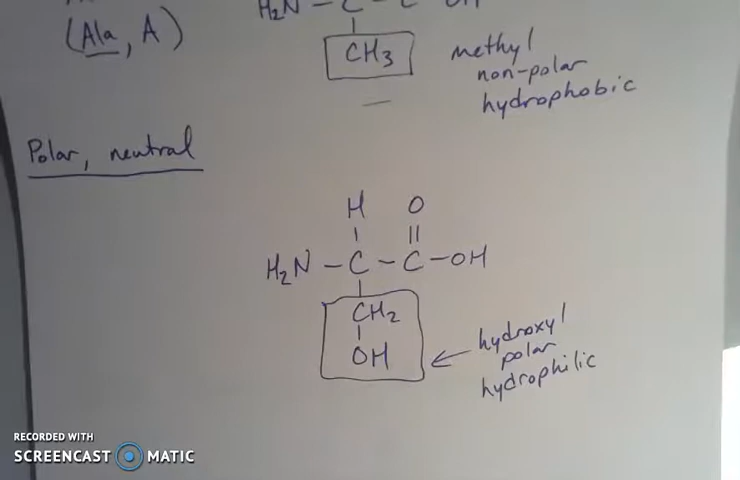 H₂N – C C OH
(Ala, A)
CH₃
methyl
non-polar
hydrophobic
Polar, neutral
H O
H₂N – C – C – OH
CH₂
OH
hydroxyl
polar
hydrophilic
RECORDED WITH
SCREENCAST MATIC